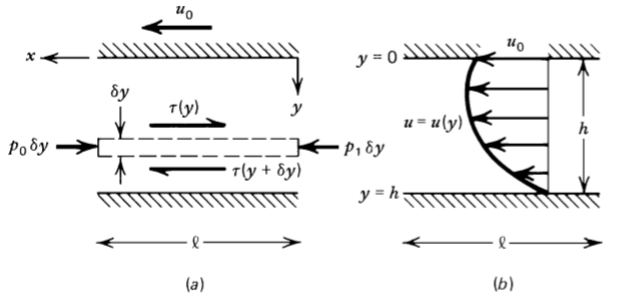 u₀
x
y
δy
τ(y)
p₀ δy
p₁ δy
τ(y + δy)
ℓ
(a)
y = 0
u₀
u = u(y)
h
y = h
ℓ
(b)